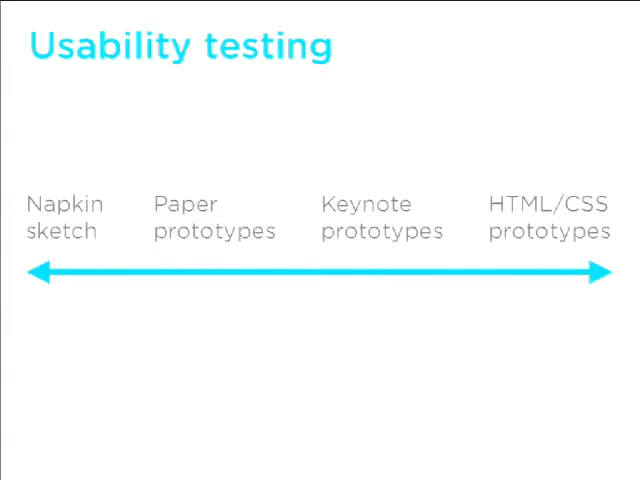 Usability testing
Napkin sketch
Paper prototypes
Keynote prototypes
HTML/CSS prototypes